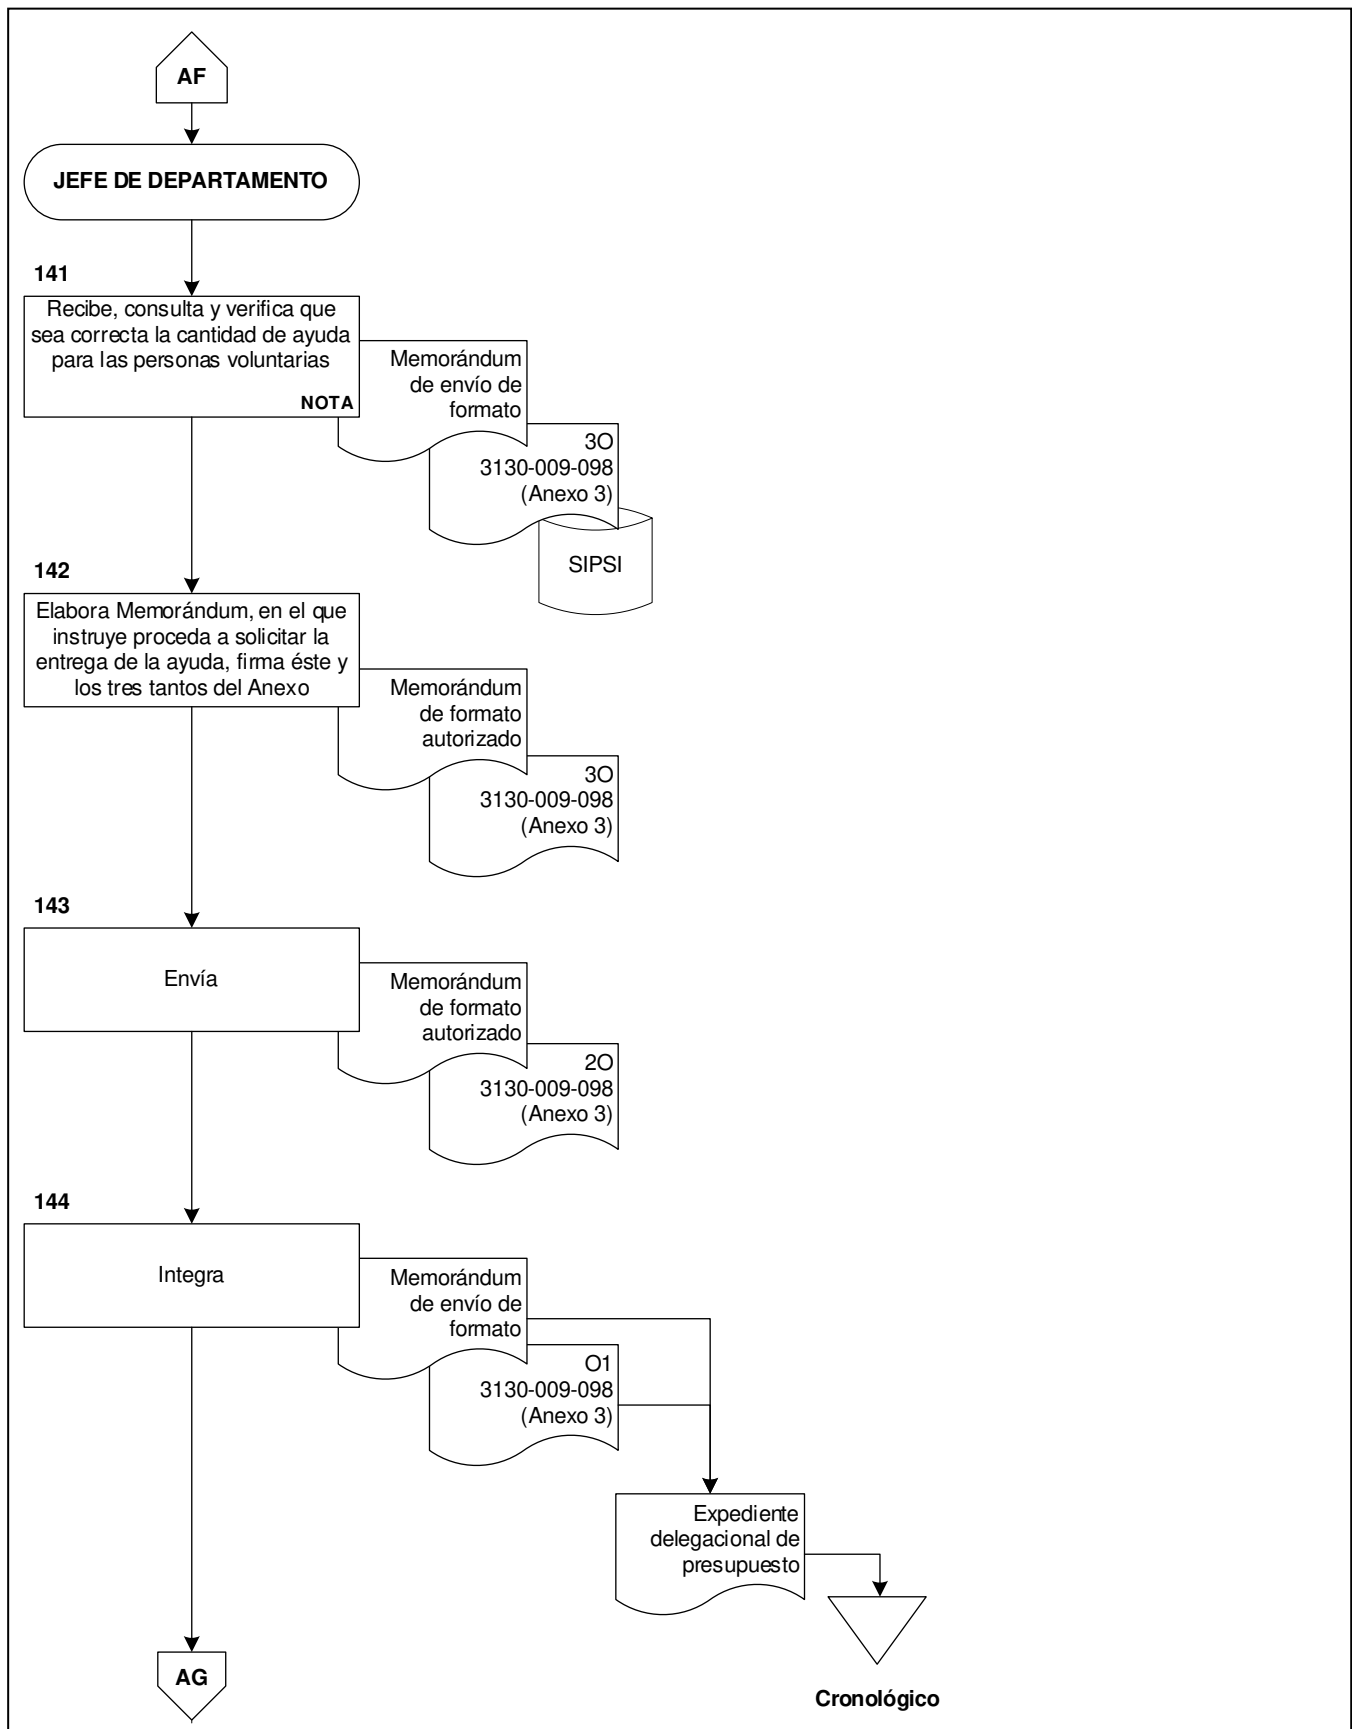 AF
JEFE DE DEPARTAMENTO
141
Recibe, consulta y verifica que
sea correcta la cantidad de ayuda
para las personas voluntarias
NOTA
Memorándum
de envío de
formato
3O
3130-009-098
(Anexo 3)
SIPSI
142
Elabora Memorándum, en el que
instruye proceda a solicitar la
entrega de la ayuda, firma éste y
los tres tantos del Anexo
Memorándum
de formato
autorizado
3O
3130-009-098
(Anexo 3)
143
Envía
Memorándum
de formato
autorizado
2O
3130-009-098
(Anexo 3)
144
Integra
Memorándum
de envío de
formato
O1
3130-009-098
(Anexo 3)
Expediente
delegacional de
presupuesto
AG
Cronológico